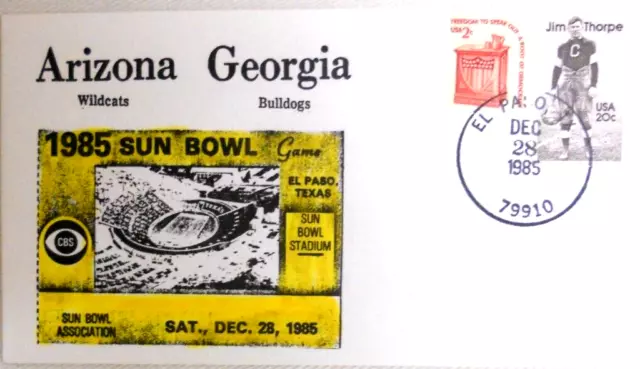 Arizona Georgia
Wildcats Bulldogs
1985 SUN BOWL Game
EL PASO,
TEXAS
SUN
BOWL
STADIUM
CBS
SUN BOWL
ASSOCIATION
SAT., DEC. 28, 1985
FREEDOM TO SPEAK OUT A ROOT OF DEMOCRACY
USA 2c
Jim Thorpe
C
USA
20c
EL PASO
DEC
28
1985
79910